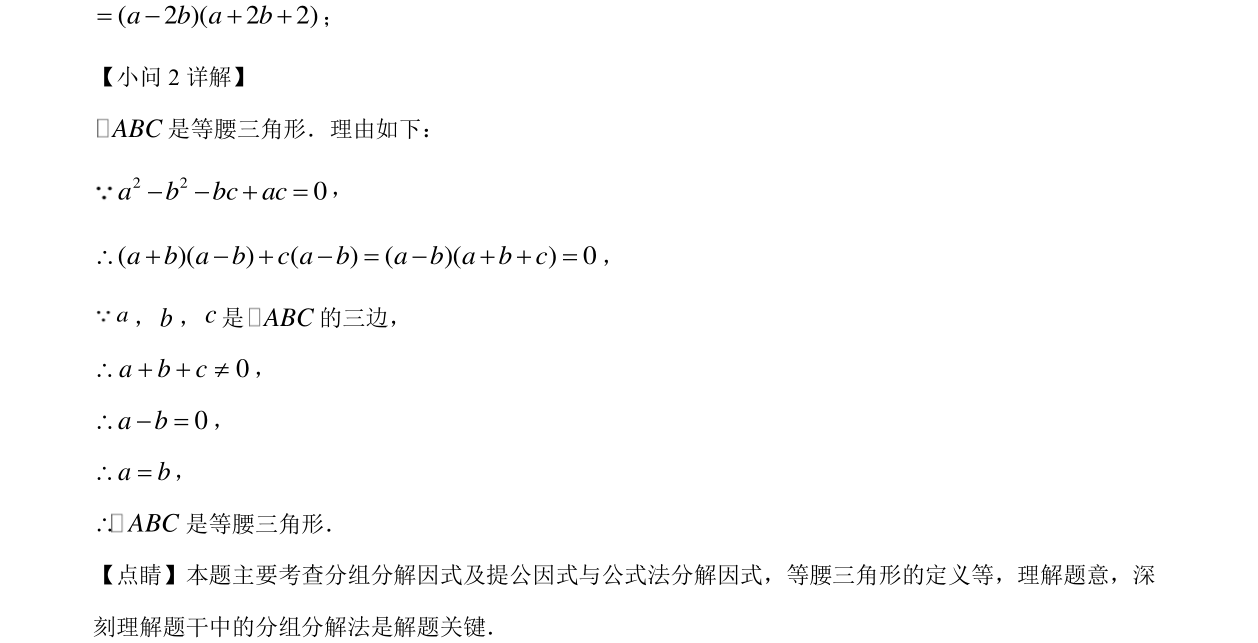 =(a−2b)(a+2b+2)；
【小问 2 详解】
□ABC 是等腰三角形．理由如下：
∵a²−b²−bc+ac=0，
∴(a+b)(a−b)+c(a−b)=(a−b)(a+b+c)=0，
∵a，b，c是□ABC 的三边，
∴a+b+c≠0，
∴a−b=0，
∴a=b，
∴□ABC 是等腰三角形．
【点睛】本题主要考查分组分解因式及提公因式与公式法分解因式，等腰三角形的定义等，理解题意，深
刻理解题干中的分组分解法是解题关键．